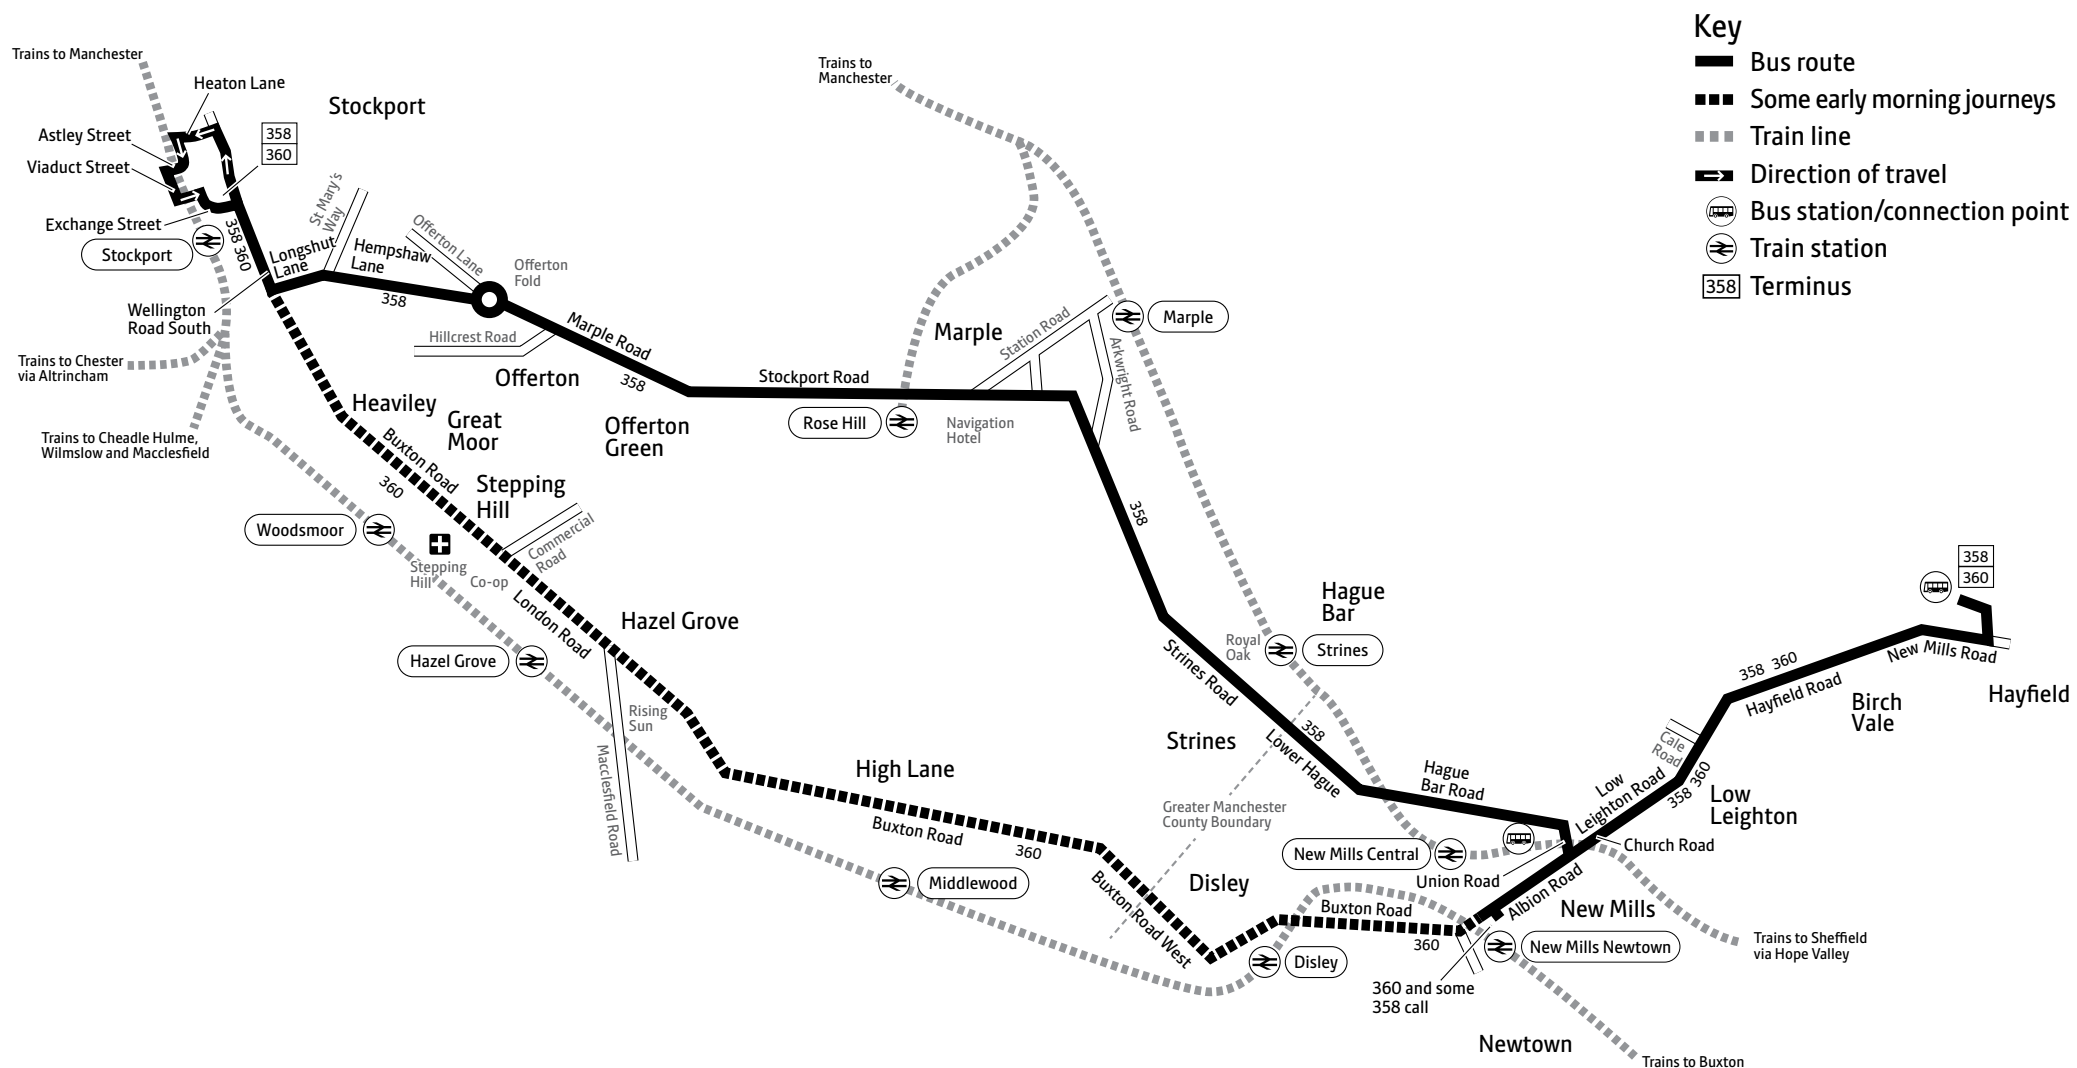 Key
Bus route
Some early morning journeys
Train line
Direction of travel
Bus station/connection point
Train station
358 Terminus
Trains to Manchester
Heaton Lane
Stockport
Astley Street
358
360
Viaduct Street
Exchange Street
Stockport
358 360
Longshut
Lane
St Mary's
Way
Hempshaw
Lane
358
Offerton Lane
Offerton
Fold
Wellington
Road South
Trains to Chester
via Altrincham
Trains to Cheadle Hulme,
Wilmslow and Macclesfield
Hillcrest Road
Marple Road
358
Offerton
Offerton
Green
Stockport Road
Rose Hill
Trains to
Manchester
Marple
Station Road
Marple
Arkwright Road
Navigation
Hotel
358
Heaviley
Great
Moor
Buxton Road
360
Stepping
Hill
Woodsmoor
Stepping
Hill
Co-op
Commercial
Road
London Road
Hazel Grove
Hazel Grove
Rising
Sun
Macclesfield Road
High Lane
Buxton Road
360
Middlewood
Hague
Bar
Royal
Oak
Strines
Strines Road
358
Strines
Lower Hague
Greater Manchester
County Boundary
Hague
Bar Road
New Mills Central
Union Road
Disley
Buxton Road West
Buxton Road
360
Disley
Albion Road
New Mills
New Mills Newtown
360 and some
358 call
Newtown
Trains to Buxton
Trains to Sheffield
via Hope Valley
Church Road
Low
Leighton Road
358 360
Low
Leighton
Cale
Road
358 360
Hayfield Road
Birch
Vale
New Mills Road
Hayfield
358
360